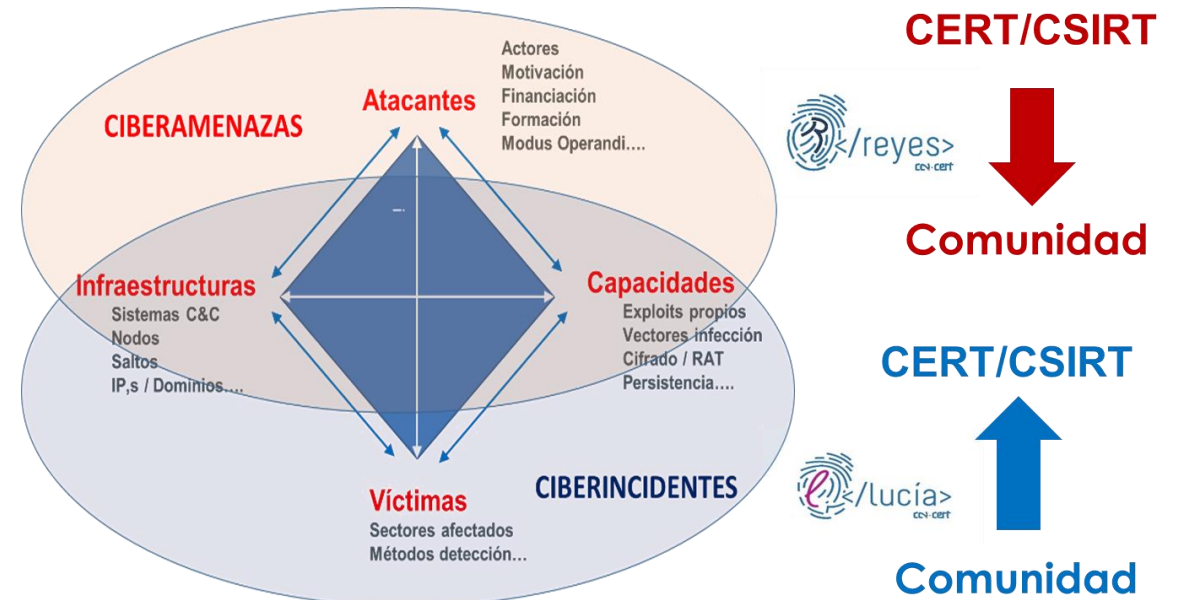 CERT/CSIRT
Actores
Motivación
Financiación
Formación
Modus Operandi....
Atacantes
CIBERAMENAZAS
</reyes>
ccn-cert
Comunidad
Infraestructuras
Sistemas C&C
Nodos
Saltos
IP,s / Dominios....
Capacidades
Exploits propios
Vectores infección
Cifrado / RAT
Persistencia....
CERT/CSIRT
CIBERINCIDENTES
Víctimas
Sectores afectados
Métodos detección...
</lucía>
ccn-cert
Comunidad